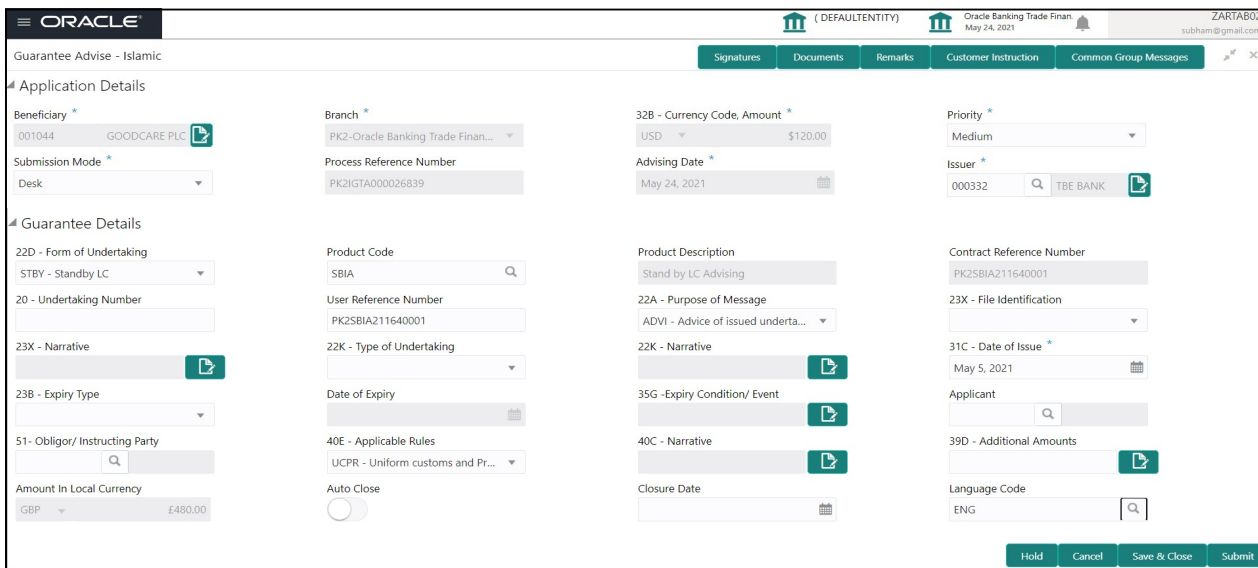 ≡ ORACLE
( DEFAULTENTITY)
Oracle Banking Trade Finan.
May 24, 2021
ZARTAB02
subham@gmail.com
Guarantee Advise - Islamic
Signatures Documents Remarks Customer Instruction Common Group Messages
Application Details
Beneficiary * Branch * 32B - Currency Code, Amount * Priority *
001044 GOODCARE PLC PK2-Oracle Banking Trade Finan... USD $120.00 Medium
Submission Mode * Process Reference Number Advising Date * Issuer *
Desk PK2IGTA000026839 May 24, 2021 000332 TBE BANK
Guarantee Details
22D - Form of Undertaking Product Code Product Description Contract Reference Number
STBY - Standby LC SBIA Stand by LC Advising PK2SBIA211640001
20 - Undertaking Number User Reference Number 22A - Purpose of Message 23X - File Identification
PK2SBIA211640001 ADVI - Advice of issued underta...
23X - Narrative 22K - Type of Undertaking 22K - Narrative 31C - Date of Issue *
May 5, 2021
23B - Expiry Type Date of Expiry 35G -Expiry Condition/ Event Applicant
51- Obligor/ Instructing Party 40E - Applicable Rules 40C - Narrative 39D - Additional Amounts
UCPR - Uniform customs and Pr...
Amount In Local Currency Auto Close Closure Date Language Code
GBP £480.00 ENG
Hold Cancel Save & Close Submit